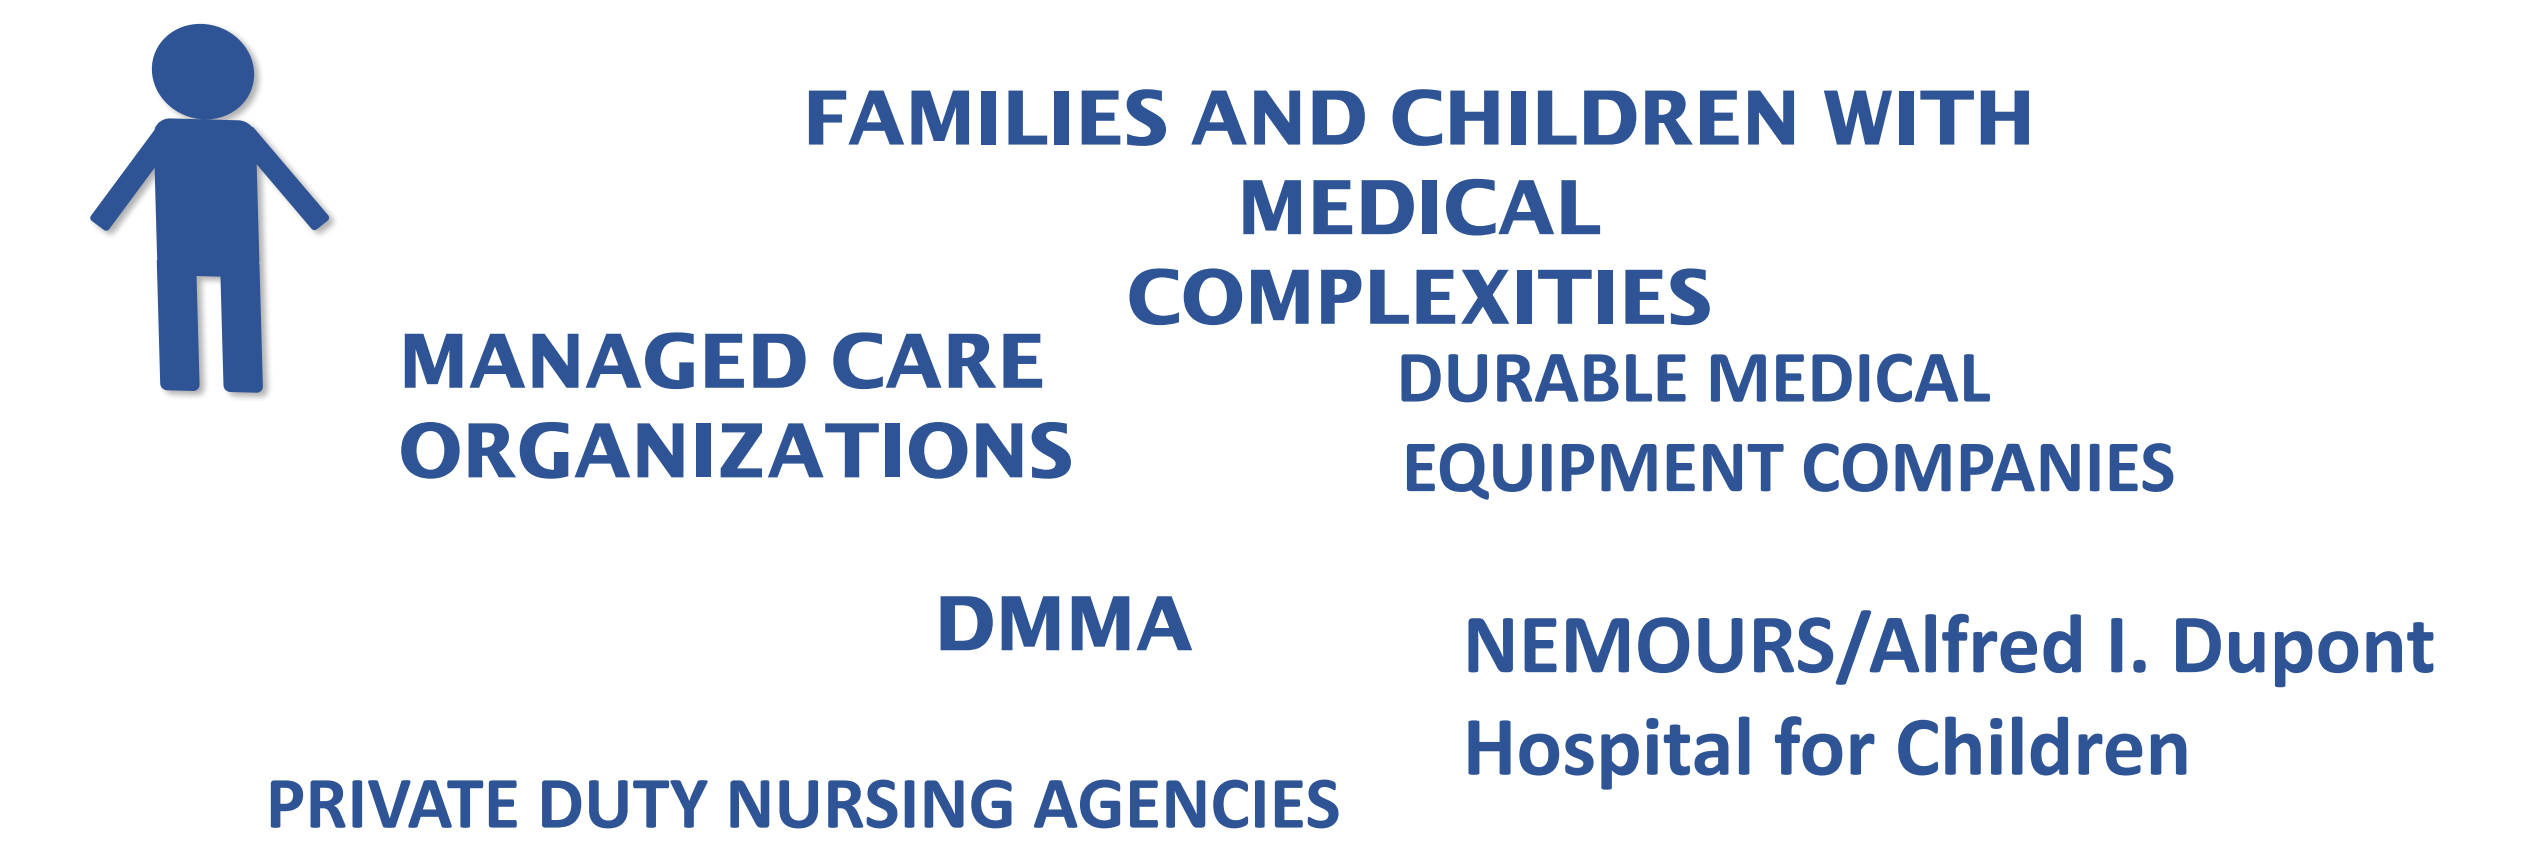 FAMILIES AND CHILDREN WITH
MEDICAL
COMPLEXITIES
MANAGED CARE
ORGANIZATIONS
DURABLE MEDICAL
EQUIPMENT COMPANIES
DMMA
NEMOURS/Alfred I. Dupont
Hospital for Children
PRIVATE DUTY NURSING AGENCIES